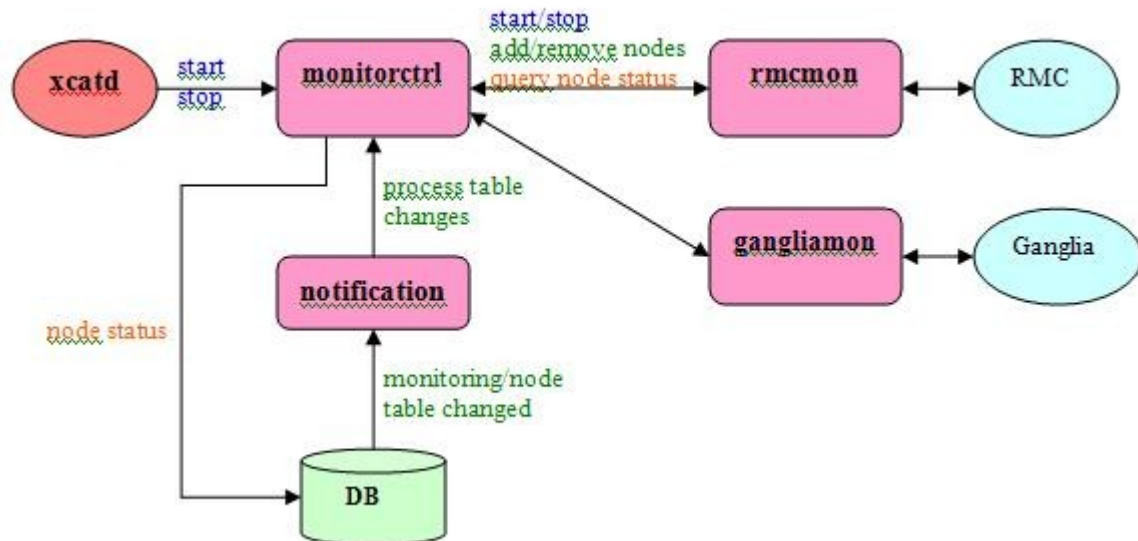 start/stop
add/remove nodes
query node status
xcatd
start
stop
monitorctrl
rmcmon
RMC
process table
changes
gangliamon
Ganglia
notification
node status
monitoring/node
table changed
DB